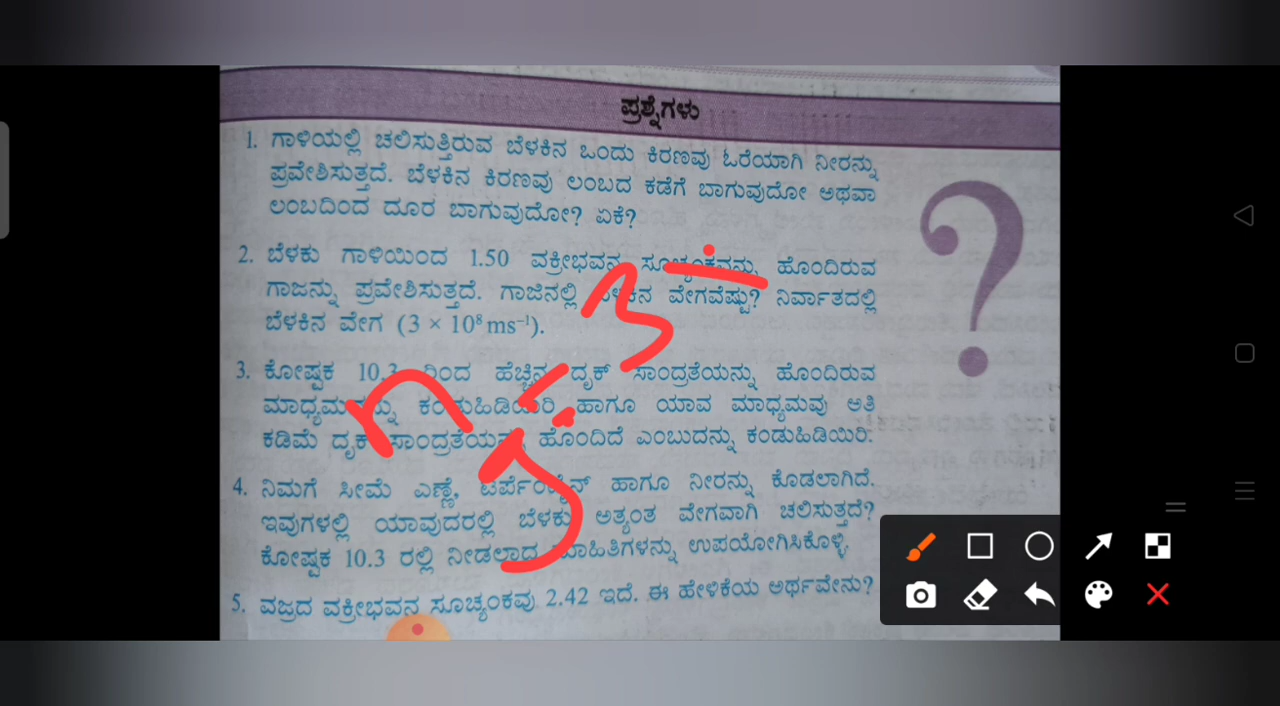 ಪ್ರಶ್ನೆಗಳು
1. ಗಾಳಿಯಲ್ಲಿ ಚಲಿಸುತ್ತಿರುವ ಬೆಳಕಿನ ಒಂದು ಕಿರಣವು ಓರೆಯಾಗಿ ನೀರನ್ನು
ಪ್ರವೇಶಿಸುತ್ತದೆ. ಬೆಳಕಿನ ಕಿರಣವು ಲಂಬದ ಕಡೆಗೆ ಬಾಗುವುದೋ ಅಥವಾ
ಲಂಬದಿಂದ ದೂರ ಬಾಗುವುದೋ? ಏಕೆ?
2. ಬೆಳಕು ಗಾಳಿಯಿಂದ 1.50 ವಕ್ರೀಭವನ ಸೂಚ್ಯಂಕವನ್ನು ಹೊಂದಿರುವ
ಗಾಜನ್ನು ಪ್ರವೇಶಿಸುತ್ತದೆ. ಗಾಜಿನಲ್ಲಿ ವೇಗವೆಷ್ಟು? ನಿರ್ವಾತದಲ್ಲಿ
ಬೆಳಕಿನ ವೇಗ (3 × 10⁸ ms⁻¹).
3. ಕೋಷ್ಟಕ 10.3 ರಿಂದ ಹೆಚ್ಚಿನ ದೃಕ್ ಸಾಂದ್ರತೆಯನ್ನು ಹೊಂದಿರುವ
ಕಂಡುಹಿಡಿಯಿರಿ. ಹಾಗೂ ಯಾವ ಮಾಧ್ಯಮವು ಅತಿ
ಕಡಿಮೆ ದೃಕ್ ಹೊಂದಿದೆ ಎಂಬುದನ್ನು ಕಂಡುಹಿಡಿಯಿರಿ.
4. ನಿಮಗೆ ಸೀಮೆ ಎಣ್ಣೆ, ಹಾಗೂ ನೀರನ್ನು ಕೊಡಲಾಗಿದೆ.
ಇವುಗಳಲ್ಲಿ ಯಾವುದರಲ್ಲಿ ಬೆಳಕು ಅತ್ಯಂತ ವೇಗವಾಗಿ ಚಲಿಸುತ್ತದೆ?
ಕೋಷ್ಟಕ 10.3 ರಲ್ಲಿ ನೀಡಲಾದ ಮಾಹಿತಿಗಳನ್ನು ಉಪಯೋಗಿಸಿಕೊಳ್ಳಿ.
5. ವಜ್ರದ ವಕ್ರೀಭವನ ಸೂಚ್ಯಂಕವು 2.42 ಇದೆ. ಈ ಹೇಳಿಕೆಯ ಅರ್ಥವೇನು?